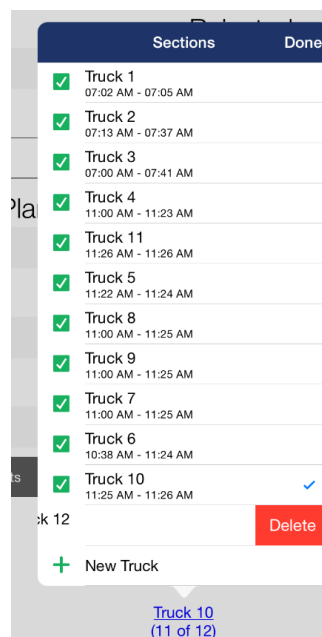 Sections Done
Truck 1
07:02 AM - 07:05 AM
Truck 2
07:13 AM - 07:37 AM
Truck 3
07:00 AM - 07:41 AM
Truck 4
11:00 AM - 11:23 AM
Truck 11
11:26 AM - 11:26 AM
Truck 5
11:22 AM - 11:24 AM
Truck 8
11:00 AM - 11:25 AM
Truck 9
11:00 AM - 11:25 AM
Truck 7
11:00 AM - 11:25 AM
Truck 6
10:38 AM - 11:24 AM
Truck 10
11:25 AM - 11:26 AM
ck 12 Delete
New Truck
Truck 10
(11 of 12)